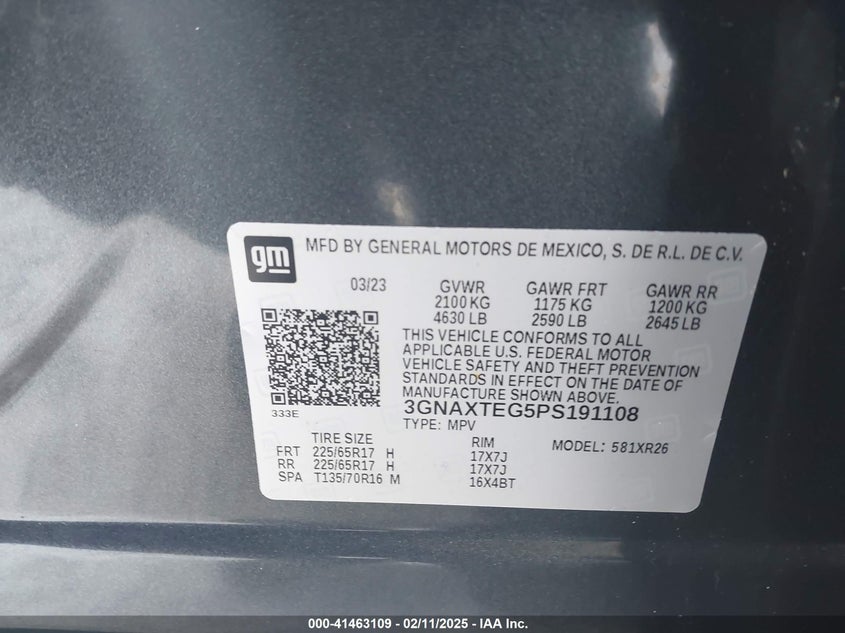 gm MFD BY GENERAL MOTORS DE MEXICO, S. DE R.L. DE C.V.
03/23 GVWR GAWR FRT GAWR RR
2100 KG 1175 KG 1200 KG
4630 LB 2590 LB 2645 LB
THIS VEHICLE CONFORMS TO ALL
APPLICABLE U.S. FEDERAL MOTOR
VEHICLE SAFETY AND THEFT PREVENTION
STANDARDS IN EFFECT ON THE DATE OF
MANUFACTURE SHOWN ABOVE.
333E
3GNAXTEG5PS191108
TYPE: MPV
TIRE SIZE RIM MODEL: 581XR26
FRT 225/65R17 H 17X7J
RR 225/65R17 H 17X7J
SPA T135/70R16 M 16X4BT
000-41463109 - 02/11/2025 - IAA Inc.